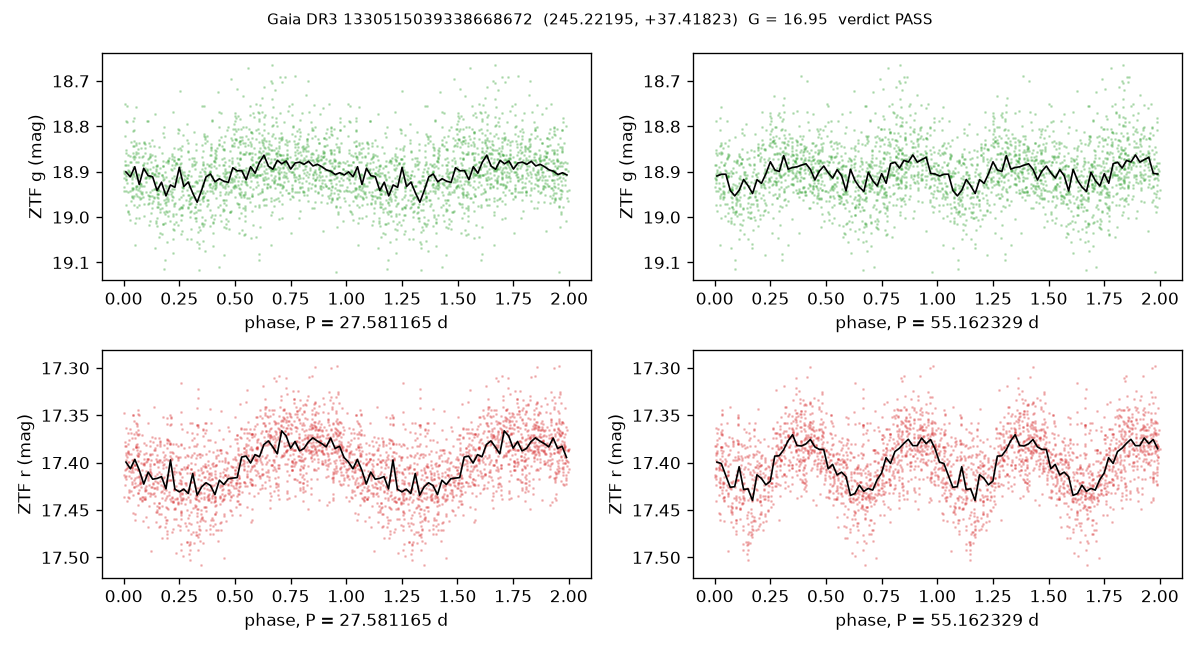 Gaia DR3 1330515039338668672  (245.22195, +37.41823)  G = 16.95  verdict PASS
ZTF g (mag)
18.7
18.8
18.9
19.0
19.1
0.00 0.25 0.50 0.75 1.00 1.25 1.50 1.75 2.00
phase, P = 27.581165 d
ZTF g (mag)
18.7
18.8
18.9
19.0
19.1
0.00 0.25 0.50 0.75 1.00 1.25 1.50 1.75 2.00
phase, P = 55.162329 d
ZTF r (mag)
17.30
17.35
17.40
17.45
17.50
0.00 0.25 0.50 0.75 1.00 1.25 1.50 1.75 2.00
phase, P = 27.581165 d
ZTF r (mag)
17.30
17.35
17.40
17.45
17.50
0.00 0.25 0.50 0.75 1.00 1.25 1.50 1.75 2.00
phase, P = 55.162329 d